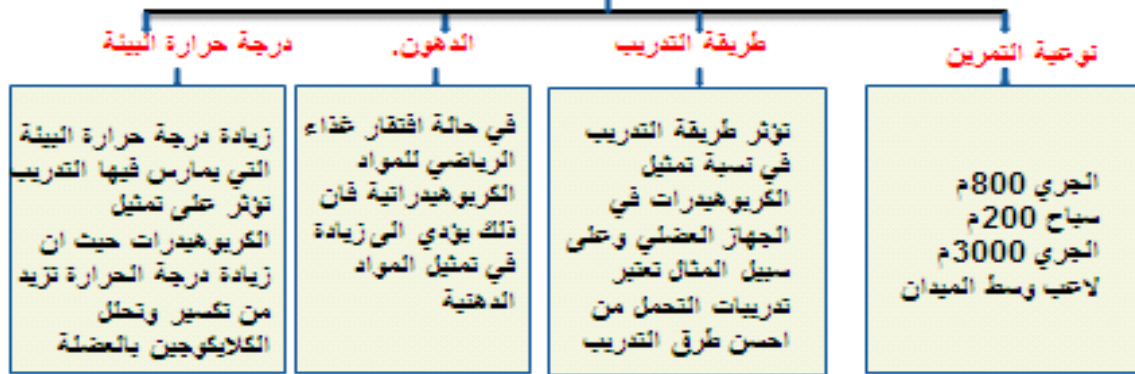 نوعية التمرين
الجري 800م
سباح 200م
الجري 3000م
لاعب وسط الميدان
طريقة التدريب
تؤثر طريقة التدريب
في نسبة تمثيل
الكربوهيدرات في
الجهاز العضلي وعلى
سبيل المثال تعتبر
تدريبات التحمل من
احسن طرق التدريب
الدهون.
في حالة افتقار غذاء
الرياضي للمواد
الكربوهيدراتية فان
ذلك يؤدي الى زيادة
في تمثيل المواد
الدهنية
درجة حرارة البيئة
زيادة درجة حرارة البيئة
التي يمارس فيها التدريب
تؤثر على تمثيل
الكربوهيدرات حيث ان
زيادة درجة الحرارة تزيد
من تكسير وتحلل
الكلايكوجين بالعضلة